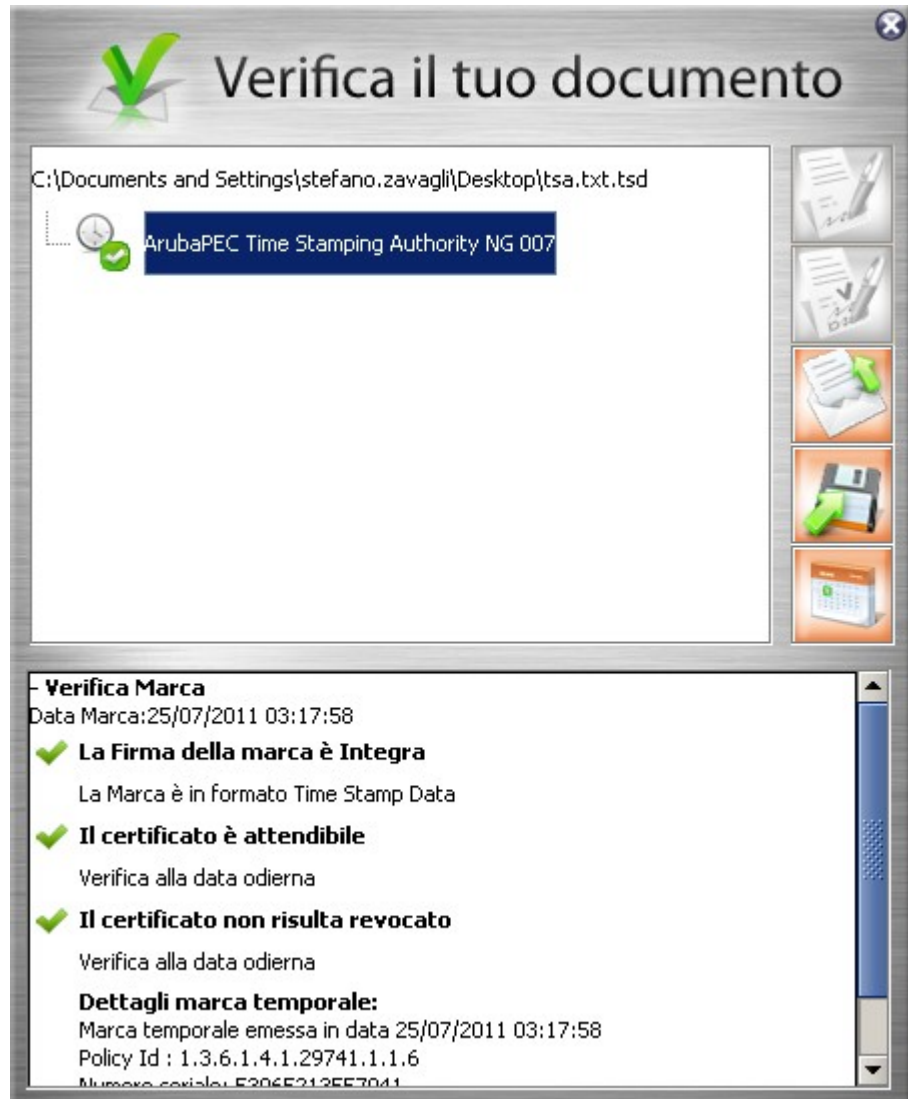 Verifica il tuo documento
C:\Documents and Settings\stefano.zavagli\Desktop\tsa.txt.tsd
ArubaPEC Time Stamping Authority NG 007
- Verifica Marca
Data Marca:25/07/2011 03:17:58
La Firma della marca è Integra
La Marca è in formato Time Stamp Data
Il certificato è attendibile
Verifica alla data odierna
Il certificato non risulta revocato
Verifica alla data odierna
Dettagli marca temporale:
Marca temporale emessa in data 25/07/2011 03:17:58
Policy Id : 1.3.6.1.4.1.29741.1.1.6
Numero seriale: